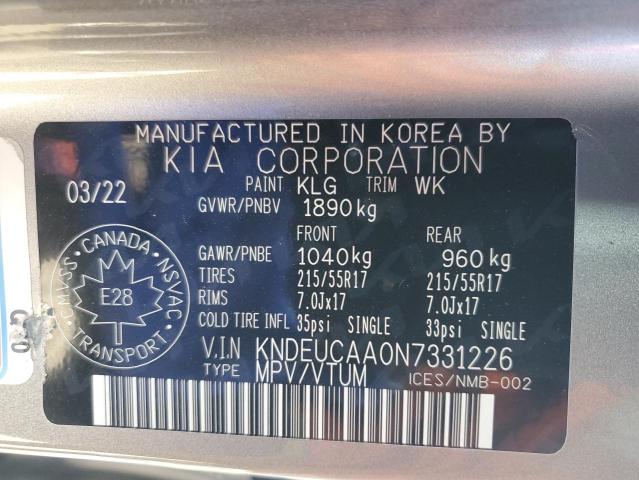 MANUFACTURED IN KOREA BY
KIA CORPORATION
03/22 PAINT KLG TRIM WK
GVWR/PNBV 1890kg
FRONT REAR
GAWR/PNBE 1040kg 960kg
TIRES 215/55R17 215/55R17
RIMS 7.0Jx17 7.0Jx17
COLD TIRE INFL 35psi SINGLE 33psi SINGLE
V.I.N KNDEUCAA0N7331226
TYPE MPV/VTUM ICES/NMB-002
CMVSS • CANADA • NSVAC
E28
TRANSPORT